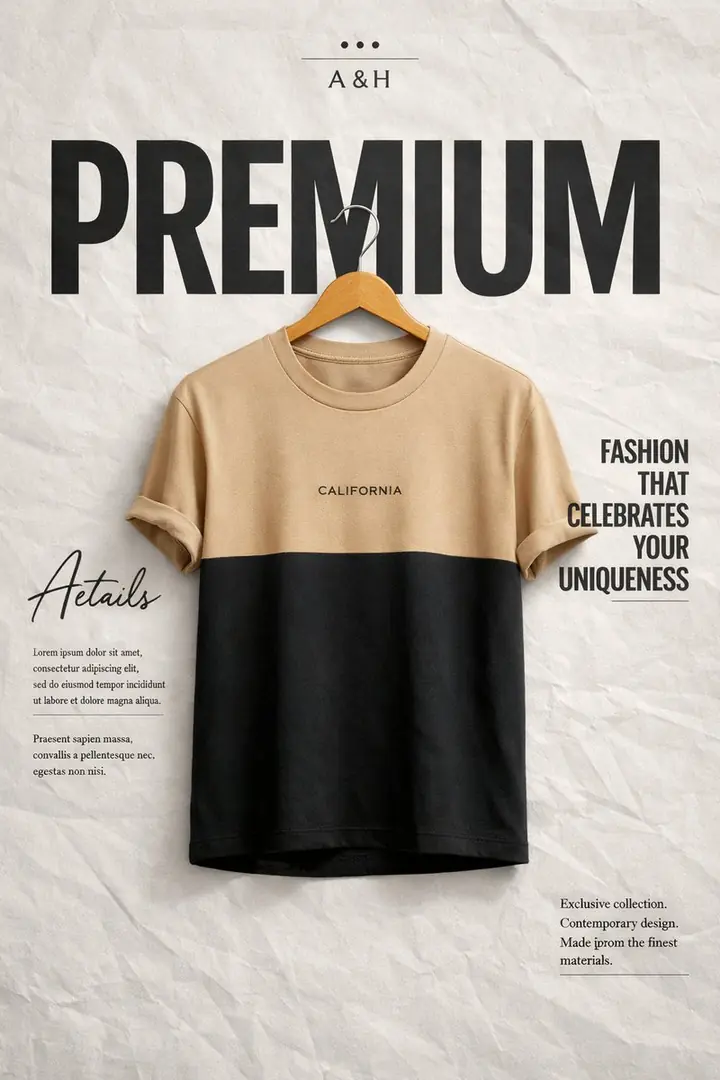 A & H
PREMIUM
CALIFORNIA
FASHION
THAT
CELEBRATES
YOUR
UNIQUENESS
Aetails
Lorem ipsum dolor sit amet,
consectetur adipiscing elit,
sed do eiusmod tempor incididunt
ut labore et dolore magna aliqua.
Praesent sapien massa,
convallis a pellentesque nec,
egestas non nisi.
Exclusive collection.
Contemporary design.
Made ịprom the finest
materials.